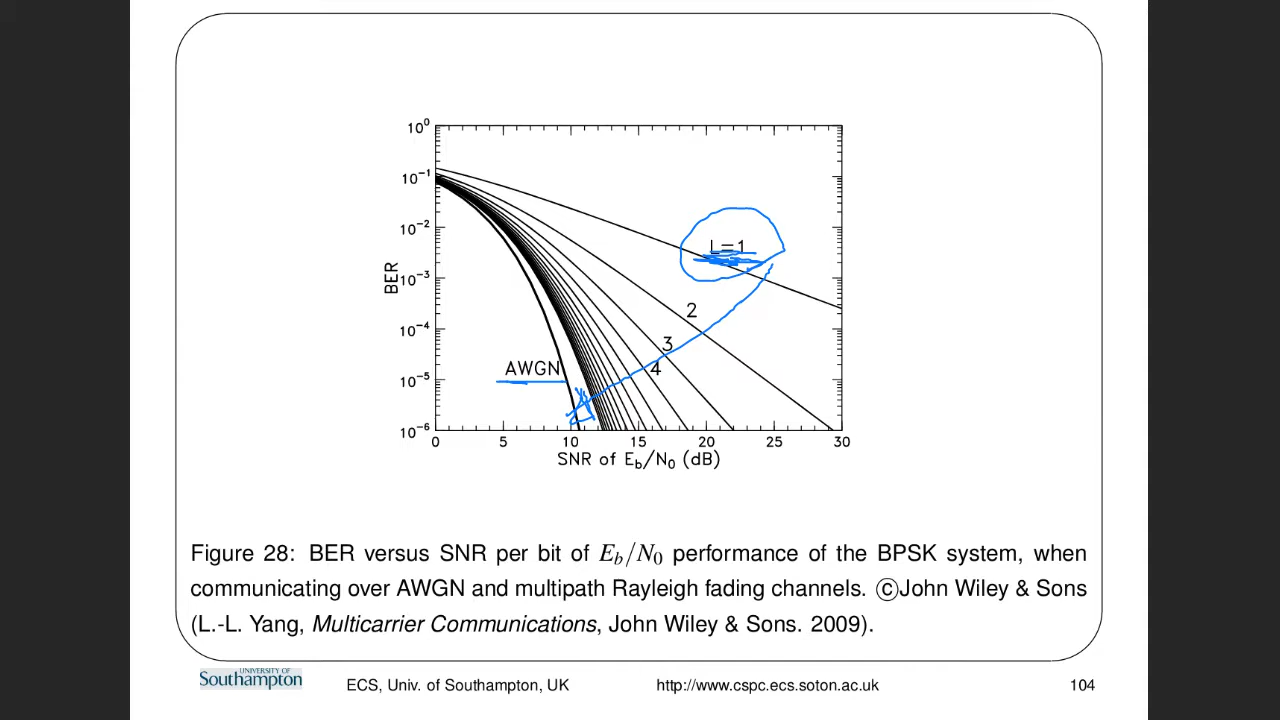 10^0
10^-1
10^-2
10^-3
10^-4
10^-5
10^-6
BER
L=1
2
3
4
AWGN
0 5 10 15 20 25 30
SNR of E_b/N_0 (dB)
Figure 28: BER versus SNR per bit of E_b/N_0 performance of the BPSK system, when
communicating over AWGN and multipath Rayleigh fading channels. ©John Wiley & Sons
(L.-L. Yang, Multicarrier Communications, John Wiley & Sons. 2009).
UNIVERSITY OF
Southampton
ECS, Univ. of Southampton, UK http://www.cspc.ecs.soton.ac.uk 104